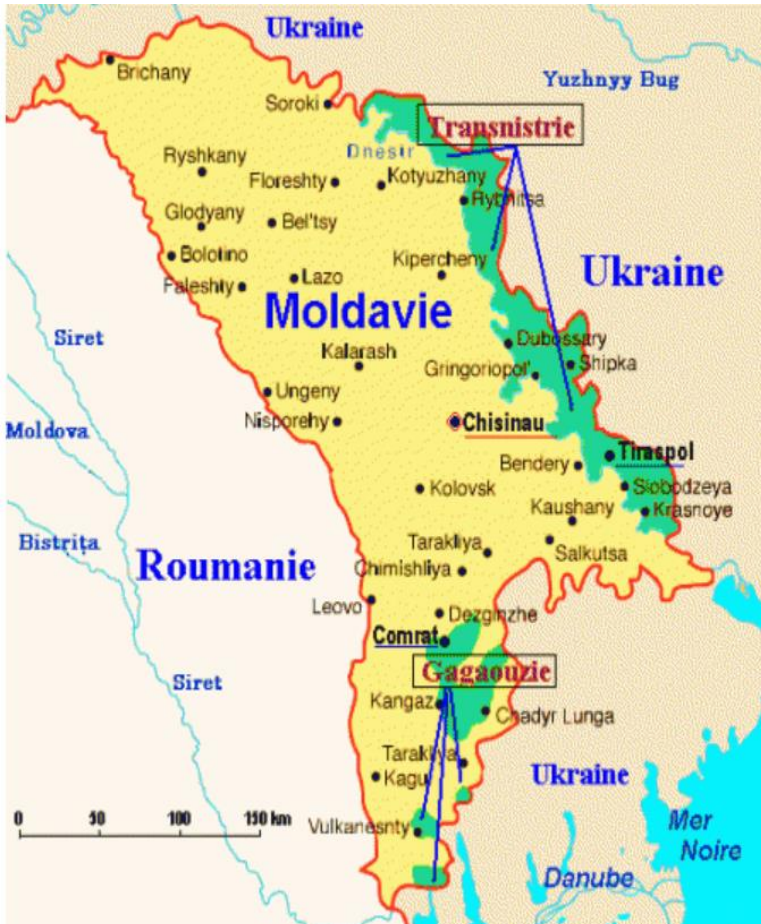 Ukraine
Brichany
Yuzhnyy Bug
Soroki
Transnistrie
Dnestr
Ryshkany
Floreshty
Kotyuzhany
Rybnitsa
Glodyany
Bel'tsy
Bolotino
Kipercheny
Ukraine
Faleshty
Lazo
Moldavie
Siret
Dubossary
Kalarash
Gringoriopol'
Shipka
Ungeny
Nisporehy
Chisinau
Moldova
Bendery
Tiraspol
Kolovsk
Slobodzeya
Kaushany
Krasnoye
Bistrița
Tarakliya
Salkutsa
Roumanie
Chimishliya
Leovo
Dezginzhe
Comrat
Gagaouzie
Siret
Kangaz
Chadyr Lunga
Tarakliya
Kagul
Ukraine
0 50 100 150 km
Vulkanesnty
Mer
Noire
Danube